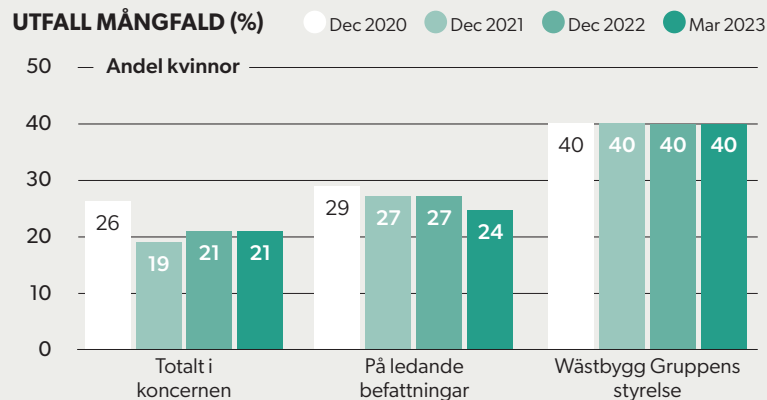 UTFALL MÅNGFALD (%) Dec 2020 Dec 2021 Dec 2022 Mar 2023
50 Andel kvinnor
40
30
20
10
0
26 19 21 21
29 27 27 24
40 40 40 40
Totalt i
koncernen
På ledande
befattningar
Wästbygg Gruppens
styrelse